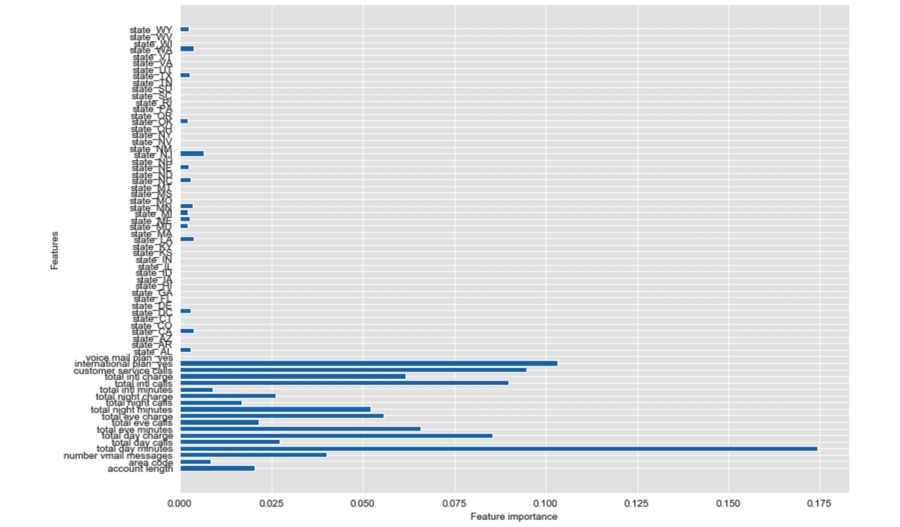 state_WY
state_WV
state_WI
state_WA
state_VT
state_VA
state_UT
state_TX
state_TN
state_SD
state_SC
state_RI
state_PA
state_OR
state_OK
state_OH
state_NY
state_NV
state_NM
state_NJ
state_NH
state_NE
state_ND
state_NC
state_MT
state_MS
state_MO
state_MN
state_MI
state_ME
state_MD
state_MA
state_LA
state_KY
state_KS
state_IN
state_IL
state_ID
state_IA
state_HI
state_GA
state_FL
state_DE
state_DC
state_CT
state_CO
state_CA
state_AZ
state_AR
state_AL
voice mail plan_yes
international plan_yes
customer service calls
total intl charge
total intl calls
total intl minutes
total night charge
total night calls
total night minutes
total eve charge
total eve calls
total eve minutes
total day charge
total day calls
total day minutes
number vmail messages
area code
account length
Features
0.000 0.025 0.050 0.075 0.100 0.125 0.150 0.175
Feature importance